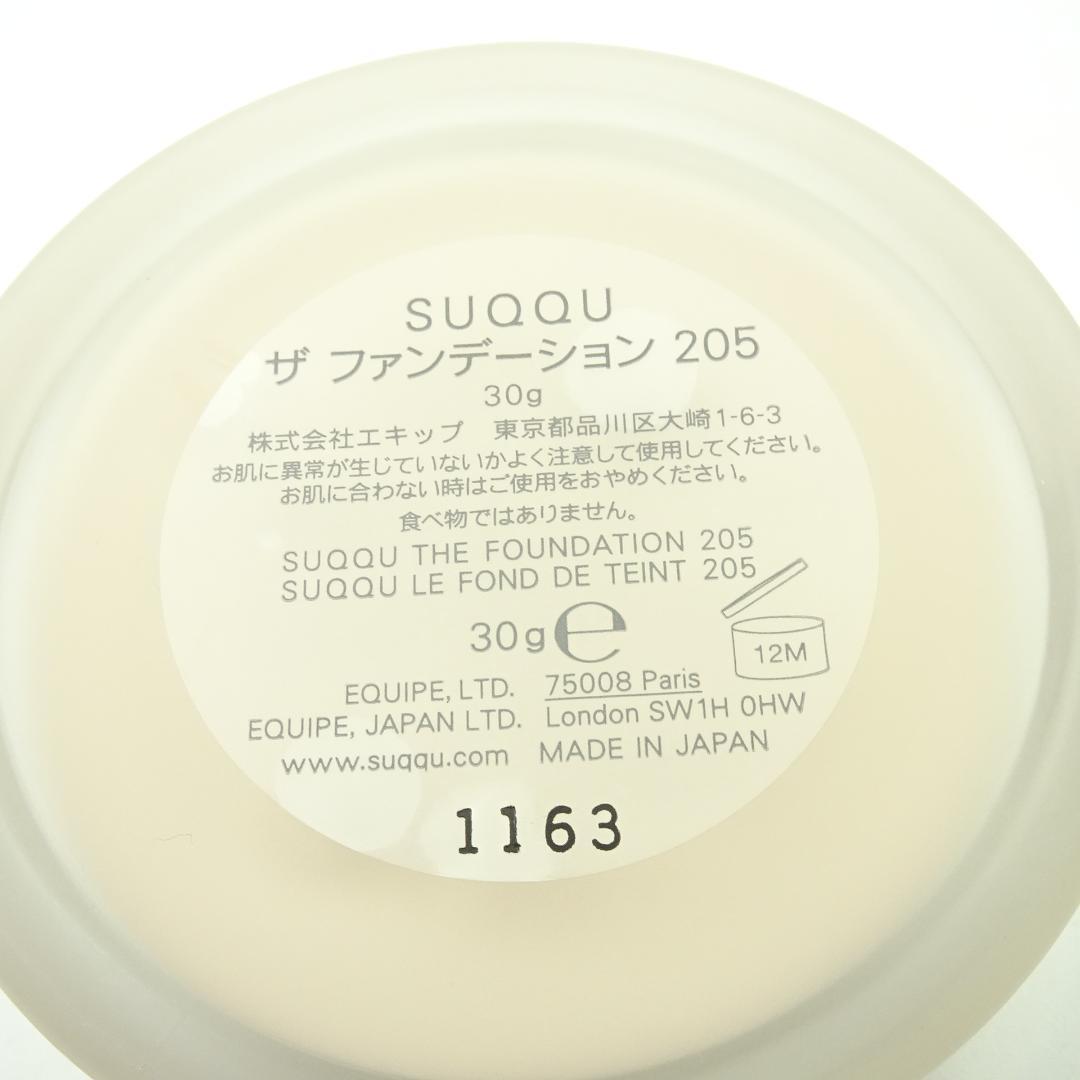 SUQQU
ザ ファンデーション 205
30g
株式会社エキップ 東京都品川区大崎1-6-3
お肌に異常が生じていないかよく注意して使用してください。
お肌に合わない時はご使用をおやめください。
食べ物ではありません。
SUQQU THE FOUNDATION 205
SUQQU LE FOND DE TEINT 205
30g℮
12M
EQUIPE, LTD. 75008 Paris
EQUIPE, JAPAN LTD. London SW1H 0HW
www.suqqu.com MADE IN JAPAN
1163